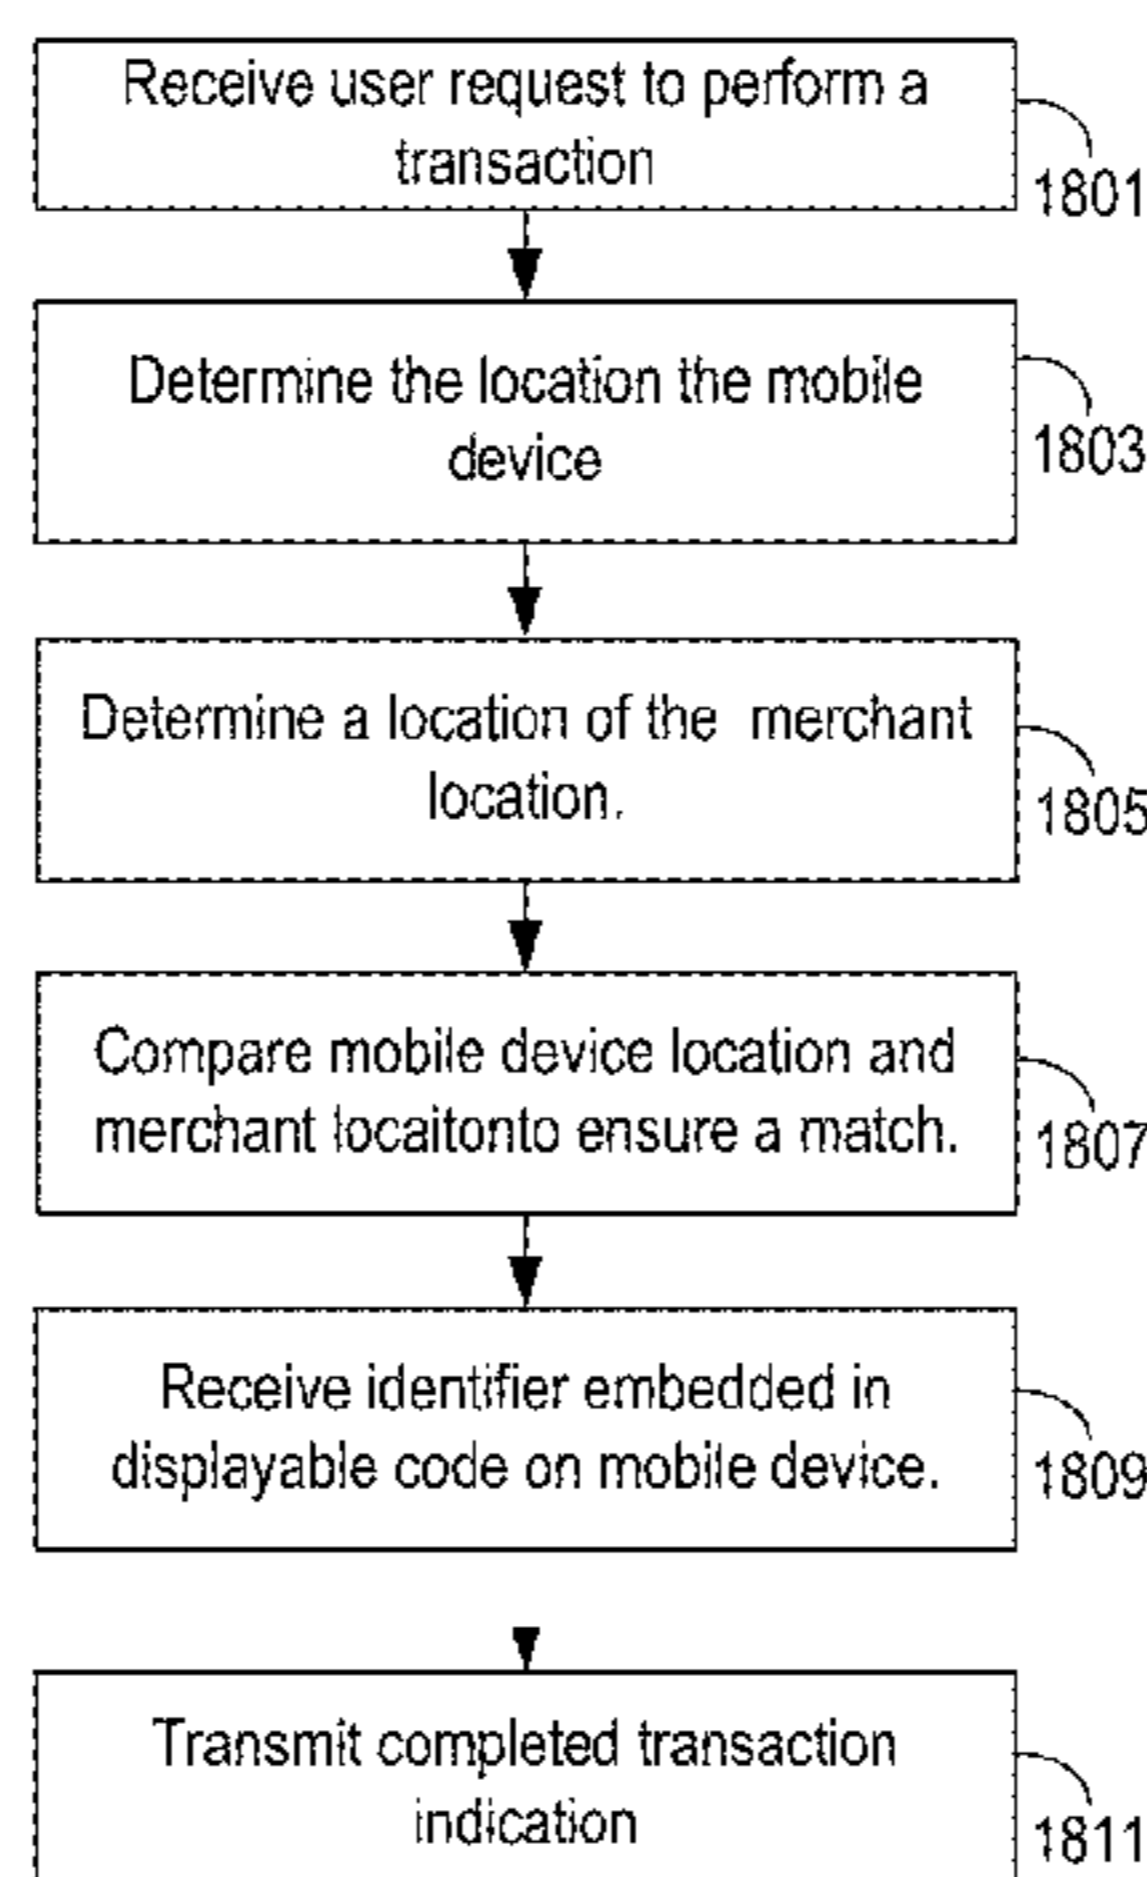 Receive user request to perform a
transaction
1801
Determine the location the mobile
device
1803
Determine a location of the merchant
location.
1805
Compare mobile device location and
merchant locaitonto ensure a match.
1807
Receive identifier embedded in
displayable code on mobile device.
1809
Transmit completed transaction
indication
1811